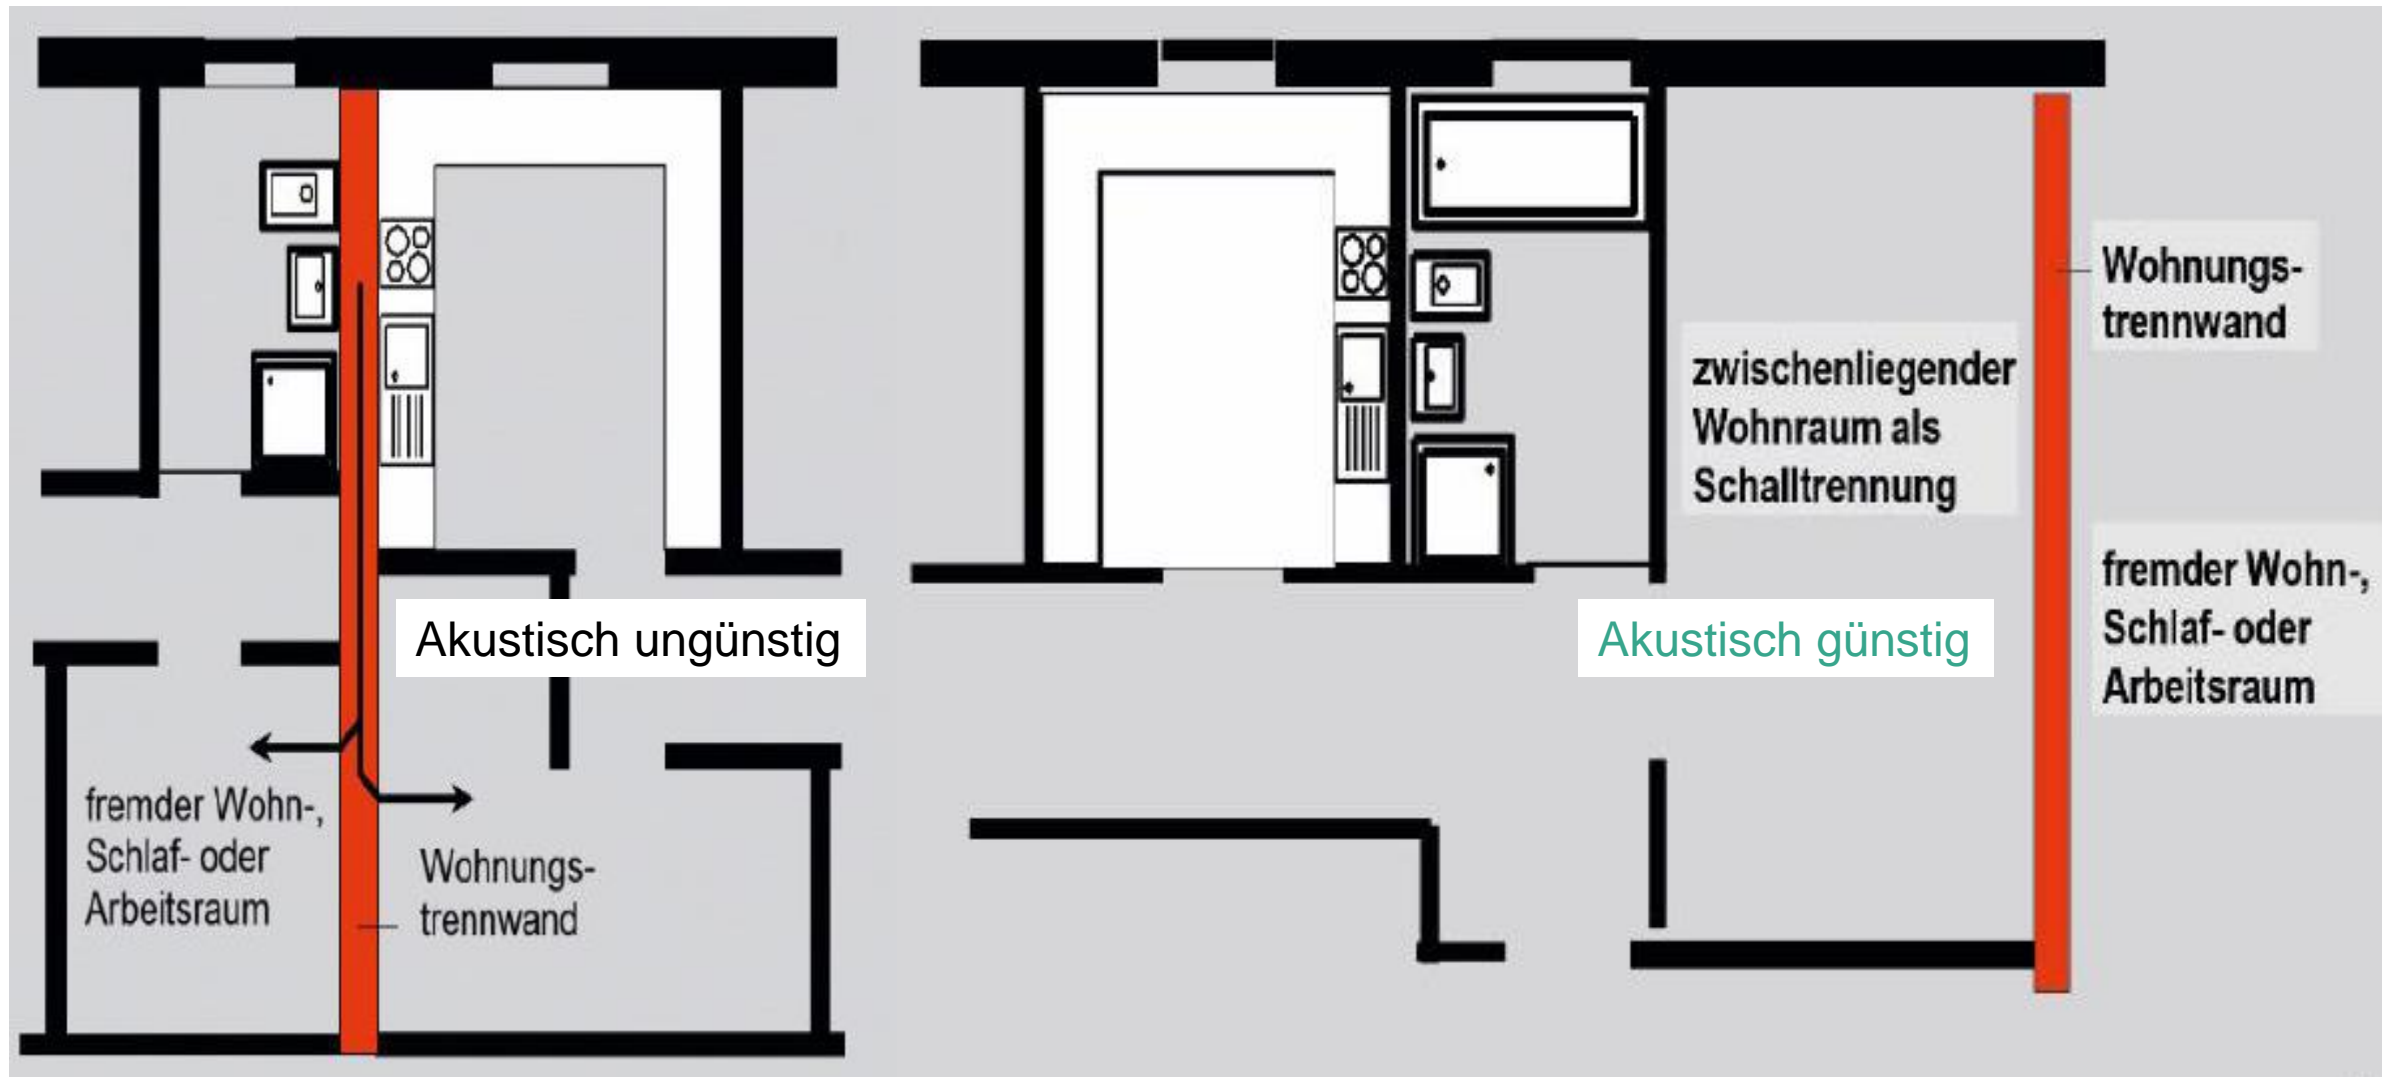 Akustisch ungünstig
fremder Wohn-,
Schlaf- oder
Arbeitsraum
Wohnungs-
trennwand
zwischenliegender
Wohnraum als
Schalltrennung
Akustisch günstig
Wohnungs-
trennwand
fremder Wohn-,
Schlaf- oder
Arbeitsraum